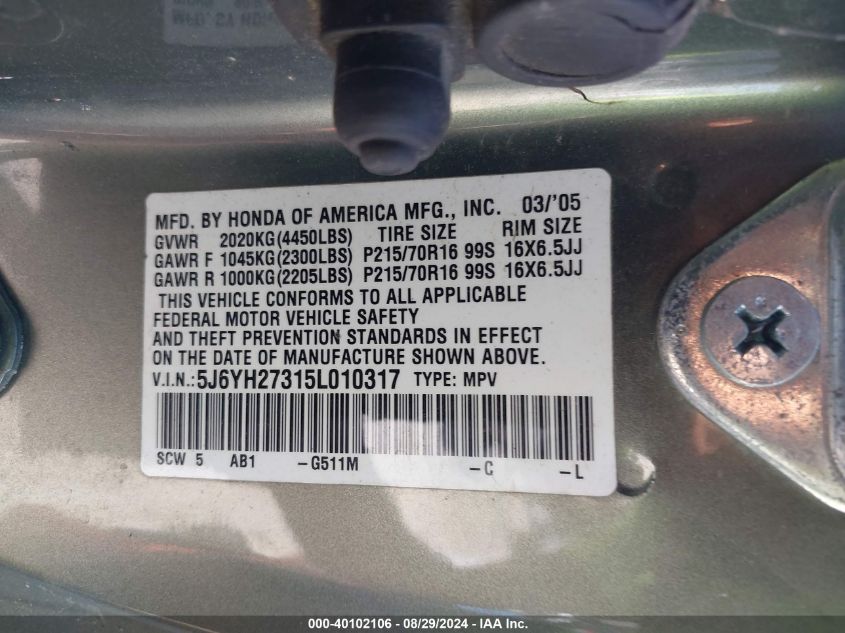 MFD. BY HONDA OF AMERICA MFG., INC. 03/'05
GVWR 2020KG(4450LBS) TIRE SIZE RIM SIZE
GAWR F 1045KG(2300LBS) P215/70R16 99S 16X6.5JJ
GAWR R 1000KG(2205LBS) P215/70R16 99S 16X6.5JJ
THIS VEHICLE CONFORMS TO ALL APPLICABLE
FEDERAL MOTOR VEHICLE SAFETY
AND THEFT PREVENTION STANDARDS IN EFFECT
ON THE DATE OF MANUFACTURE SHOWN ABOVE.
V.I.N.:5J6YH27315L010317 TYPE: MPV
SCW 5 AB1 -G511M -C -L
000-40102106 - 08/29/2024 - IAA Inc.